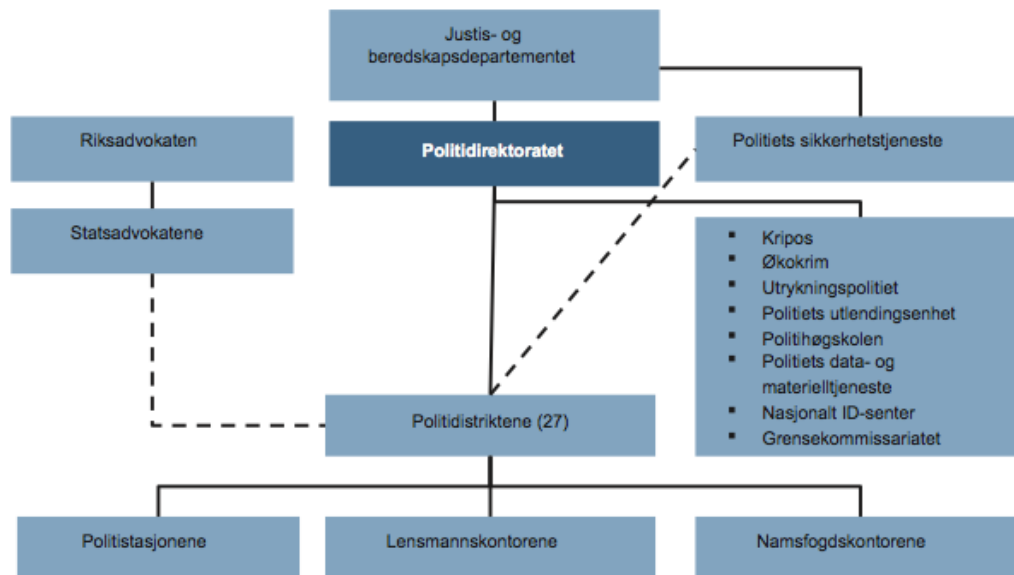 Justis- og
beredskapsdepartementet
Riksadvokaten
Politidirektoratet
Politiets sikkerhetstjeneste
Statsadvokatene
▪ Kripos
▪ Økokrim
▪ Utrykningspolitiet
▪ Politiets utlendingsenhet
▪ Politihøgskolen
▪ Politiets data- og
materielltjeneste
▪ Nasjonalt ID-senter
▪ Grensekommissariatet
Politidistriktene (27)
Politistasjonene
Lensmannskontorene
Namsfogdskontorene